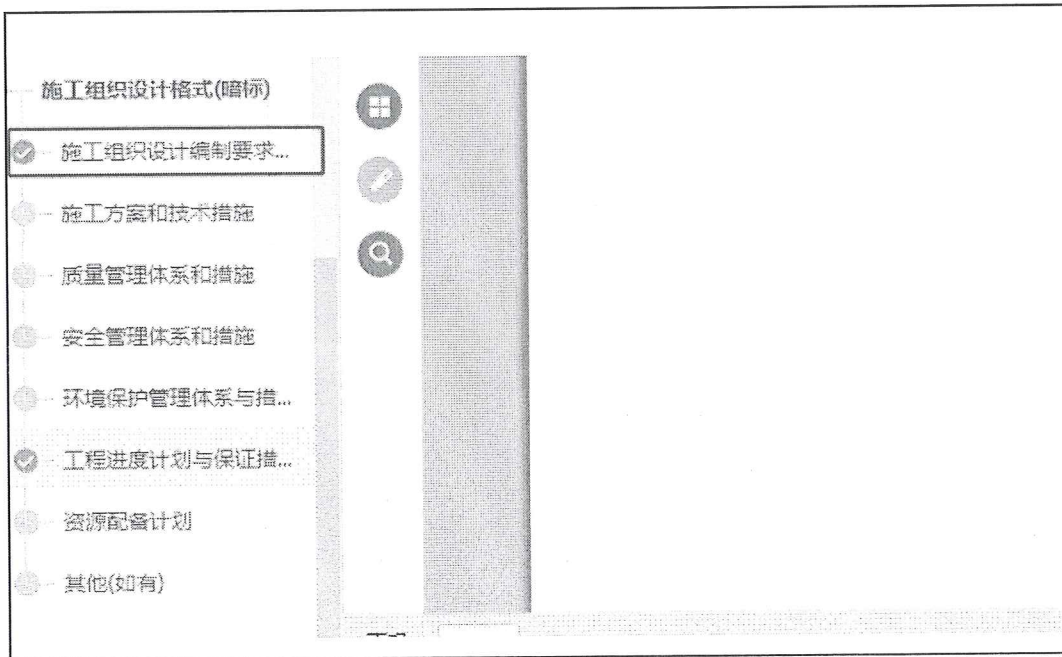 施工组织设计格式(暗标)
施工组织设计编制要求...
施工方案和技术措施
质量管理体系和措施
安全管理体系和措施
环境保护管理体系与措...
工程进度计划与保证措...
资源配备计划
其他(如有)